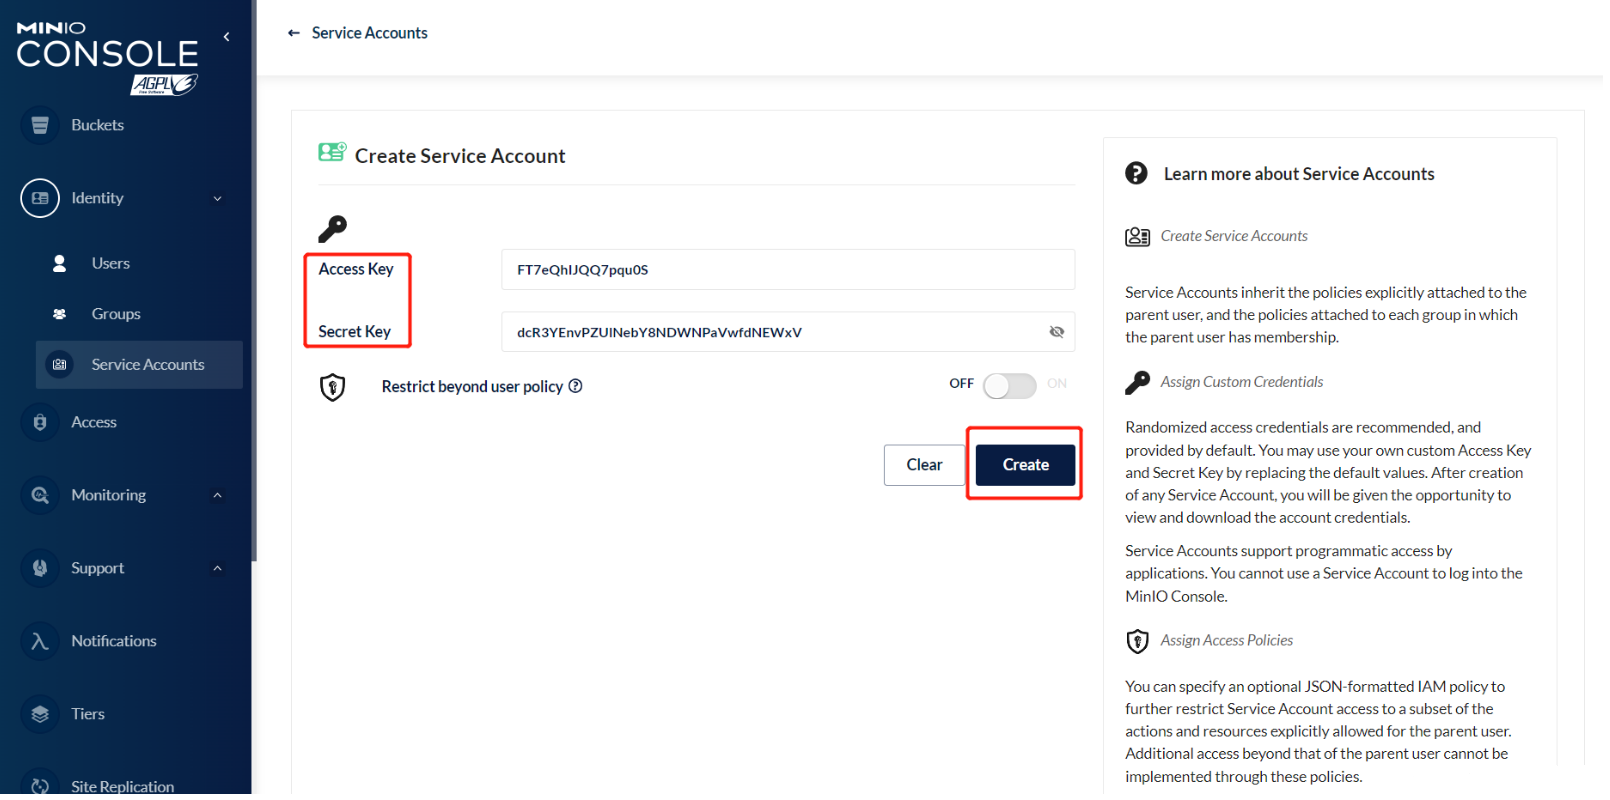 MINIO
CONSOLE
AGPL v3
Free Software
Buckets
Identity
Users
Groups
Service Accounts
Access
Monitoring
Support
Notifications
Tiers
Site Replication
← Service Accounts
Create Service Account
Access Key
FT7eQhIJQQ7pqu0S
Secret Key
dcR3YEnvPZUINebY8NDWNPaVwfdNEWxV
Restrict beyond user policy
OFF ON
Clear
Create
Learn more about Service Accounts
Create Service Accounts
Service Accounts inherit the policies explicitly attached to the
parent user, and the policies attached to each group in which
the parent user has membership.
Assign Custom Credentials
Randomized access credentials are recommended, and
provided by default. You may use your own custom Access Key
and Secret Key by replacing the default values. After creation
of any Service Account, you will be given the opportunity to
view and download the account credentials.
Service Accounts support programmatic access by
applications. You cannot use a Service Account to log into the
MinIO Console.
Assign Access Policies
You can specify an optional JSON-formatted IAM policy to
further restrict Service Account access to a subset of the
actions and resources explicitly allowed for the parent user.
Additional access beyond that of the parent user cannot be
implemented through these policies.